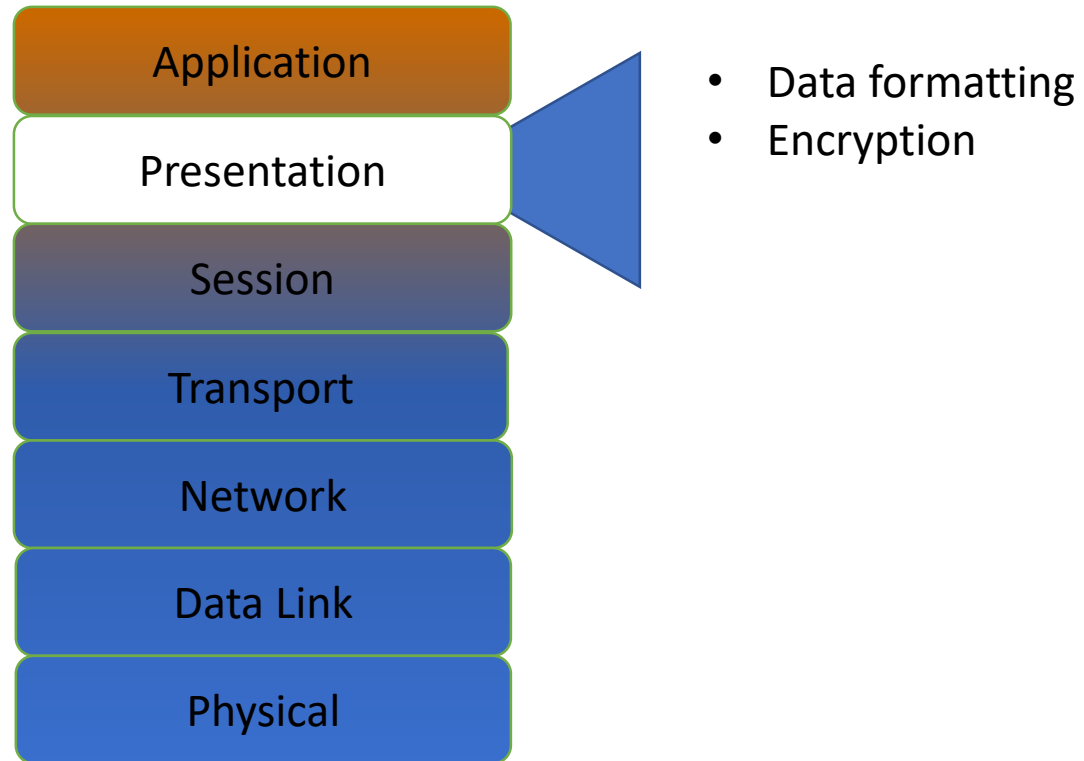 Application
Presentation
Session
Transport
Network
Data Link
Physical
• Data formatting
• Encryption